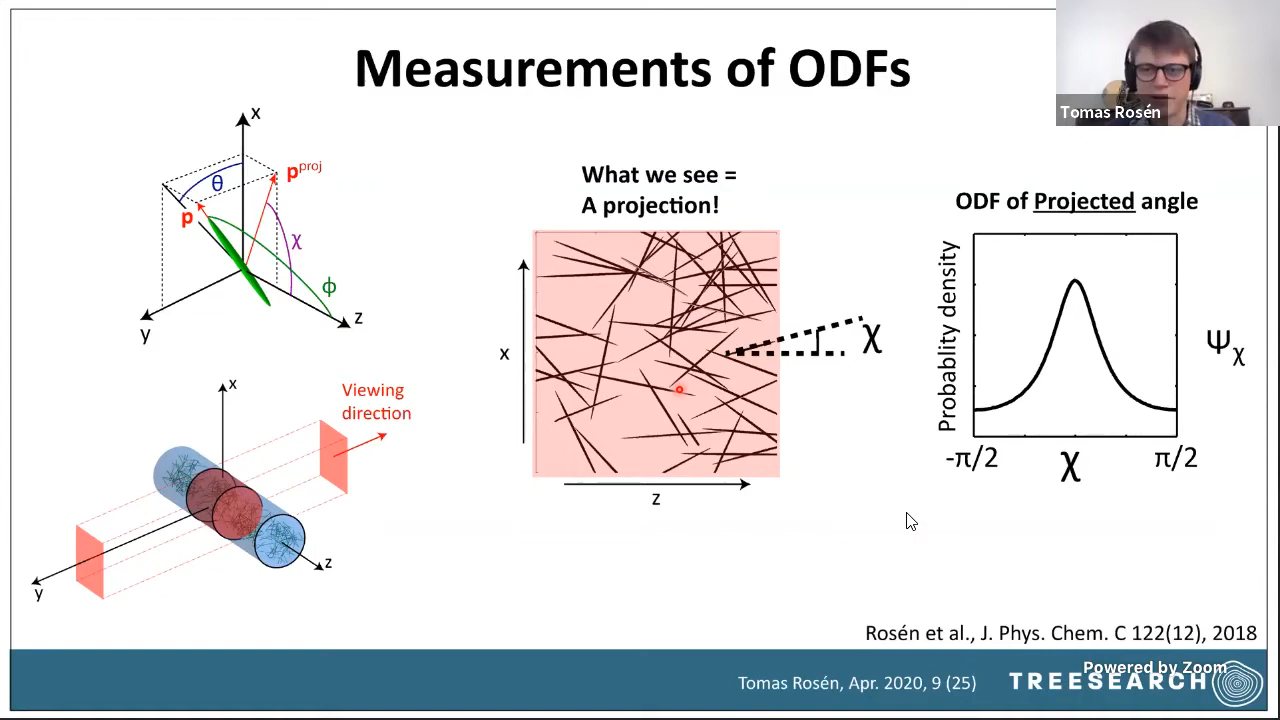 Measurements of ODFs
Tomas Rosén
x
θ
p^proj
p
χ
ϕ
z
y
x
Viewing
direction
z
y
What we see =
A projection!
x
χ
z
ODF of Projected angle
Probablity density
Ψχ
-π/2
χ
π/2
Rosén et al., J. Phys. Chem. C 122(12), 2018
Tomas Rosén, Apr. 2020, 9 (25)
TREESEARCH
Powered by Zoom